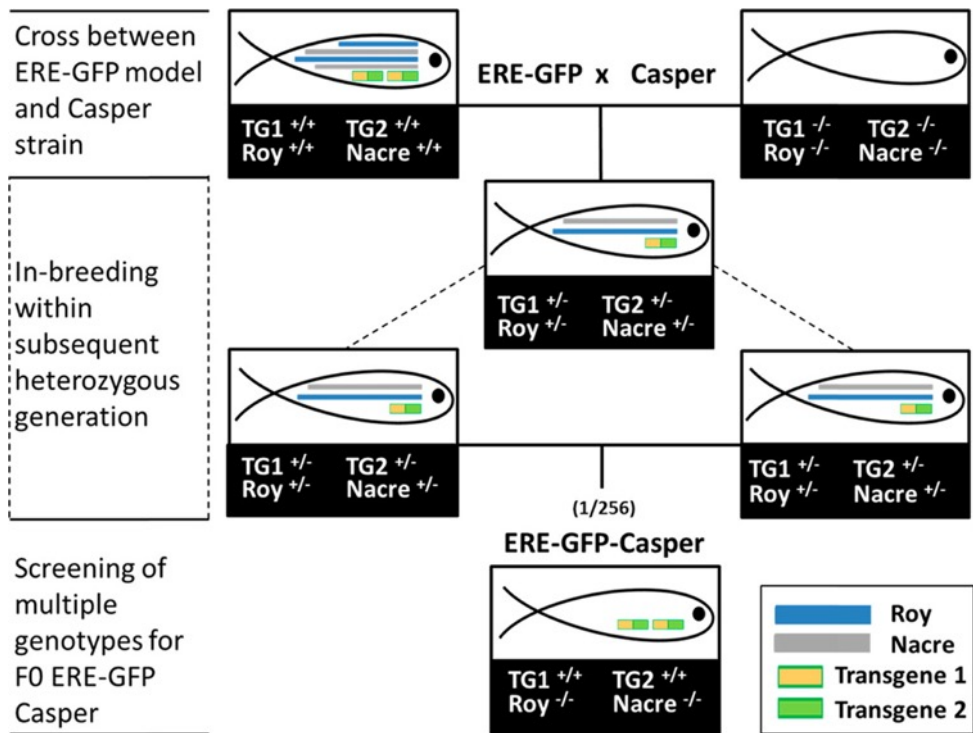 Cross between
ERE-GFP model
and Casper
strain
TG1 +/+ TG2 +/+
Roy +/+ Nacre +/+
ERE-GFP x Casper
TG1 -/- TG2 -/-
Roy -/- Nacre -/-
In-breeding
within
subsequent
heterozygous
generation
TG1 +/- TG2 +/-
Roy +/- Nacre +/-
TG1 +/- TG2 +/-
Roy +/- Nacre +/-
TG1 +/- TG2 +/-
Roy +/- Nacre +/-
(1/256)
ERE-GFP-Casper
Screening of
multiple
genotypes for
F0 ERE-GFP
Casper
TG1 +/+ TG2 +/+
Roy -/- Nacre -/-
Roy
Nacre
Transgene 1
Transgene 2